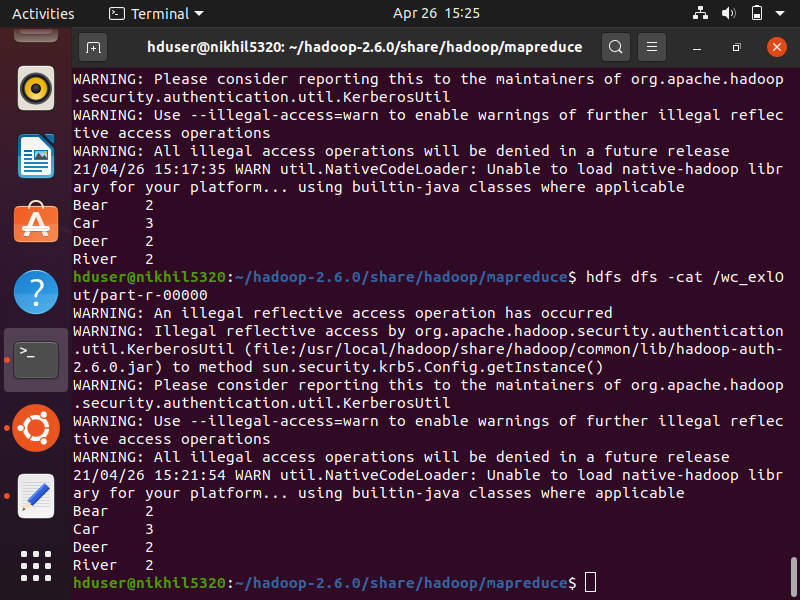 Activities Terminal Apr 26 15:25
hduser@nikhil5320: ~/hadoop-2.6.0/share/hadoop/mapreduce
WARNING: Please consider reporting this to the maintainers of org.apache.hadoop
.security.authentication.util.KerberosUtil
WARNING: Use --illegal-access=warn to enable warnings of further illegal reflec
tive access operations
WARNING: All illegal access operations will be denied in a future release
21/04/26 15:17:35 WARN util.NativeCodeLoader: Unable to load native-hadoop libr
ary for your platform... using builtin-java classes where applicable
Bear    2
Car     3
Deer    2
River   2
hduser@nikhil5320:~/hadoop-2.6.0/share/hadoop/mapreduce$ hdfs dfs -cat /wc_exlO
ut/part-r-00000
WARNING: An illegal reflective access operation has occurred
WARNING: Illegal reflective access by org.apache.hadoop.security.authentication
.util.KerberosUtil (file:/usr/local/hadoop/share/hadoop/common/lib/hadoop-auth-
2.6.0.jar) to method sun.security.krb5.Config.getInstance()
WARNING: Please consider reporting this to the maintainers of org.apache.hadoop
.security.authentication.util.KerberosUtil
WARNING: Use --illegal-access=warn to enable warnings of further illegal reflec
tive access operations
WARNING: All illegal access operations will be denied in a future release
21/04/26 15:21:54 WARN util.NativeCodeLoader: Unable to load native-hadoop libr
ary for your platform... using builtin-java classes where applicable
Bear    2
Car     3
Deer    2
River   2
hduser@nikhil5320:~/hadoop-2.6.0/share/hadoop/mapreduce$